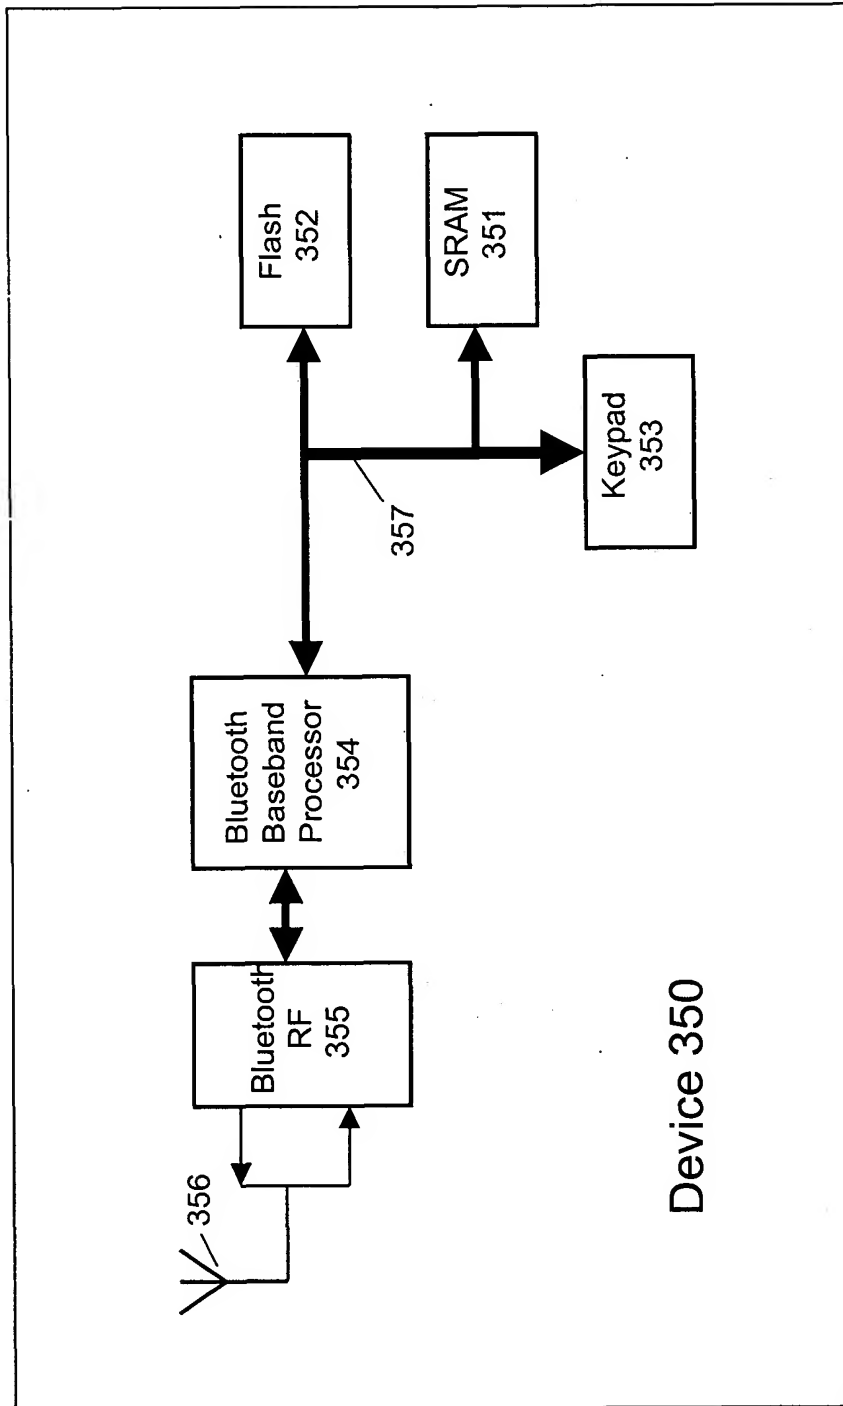 356
Bluetooth
RF
355
Bluetooth
Baseband
Processor
354
357
Flash
352
SRAM
351
Keypad
353
Device 350